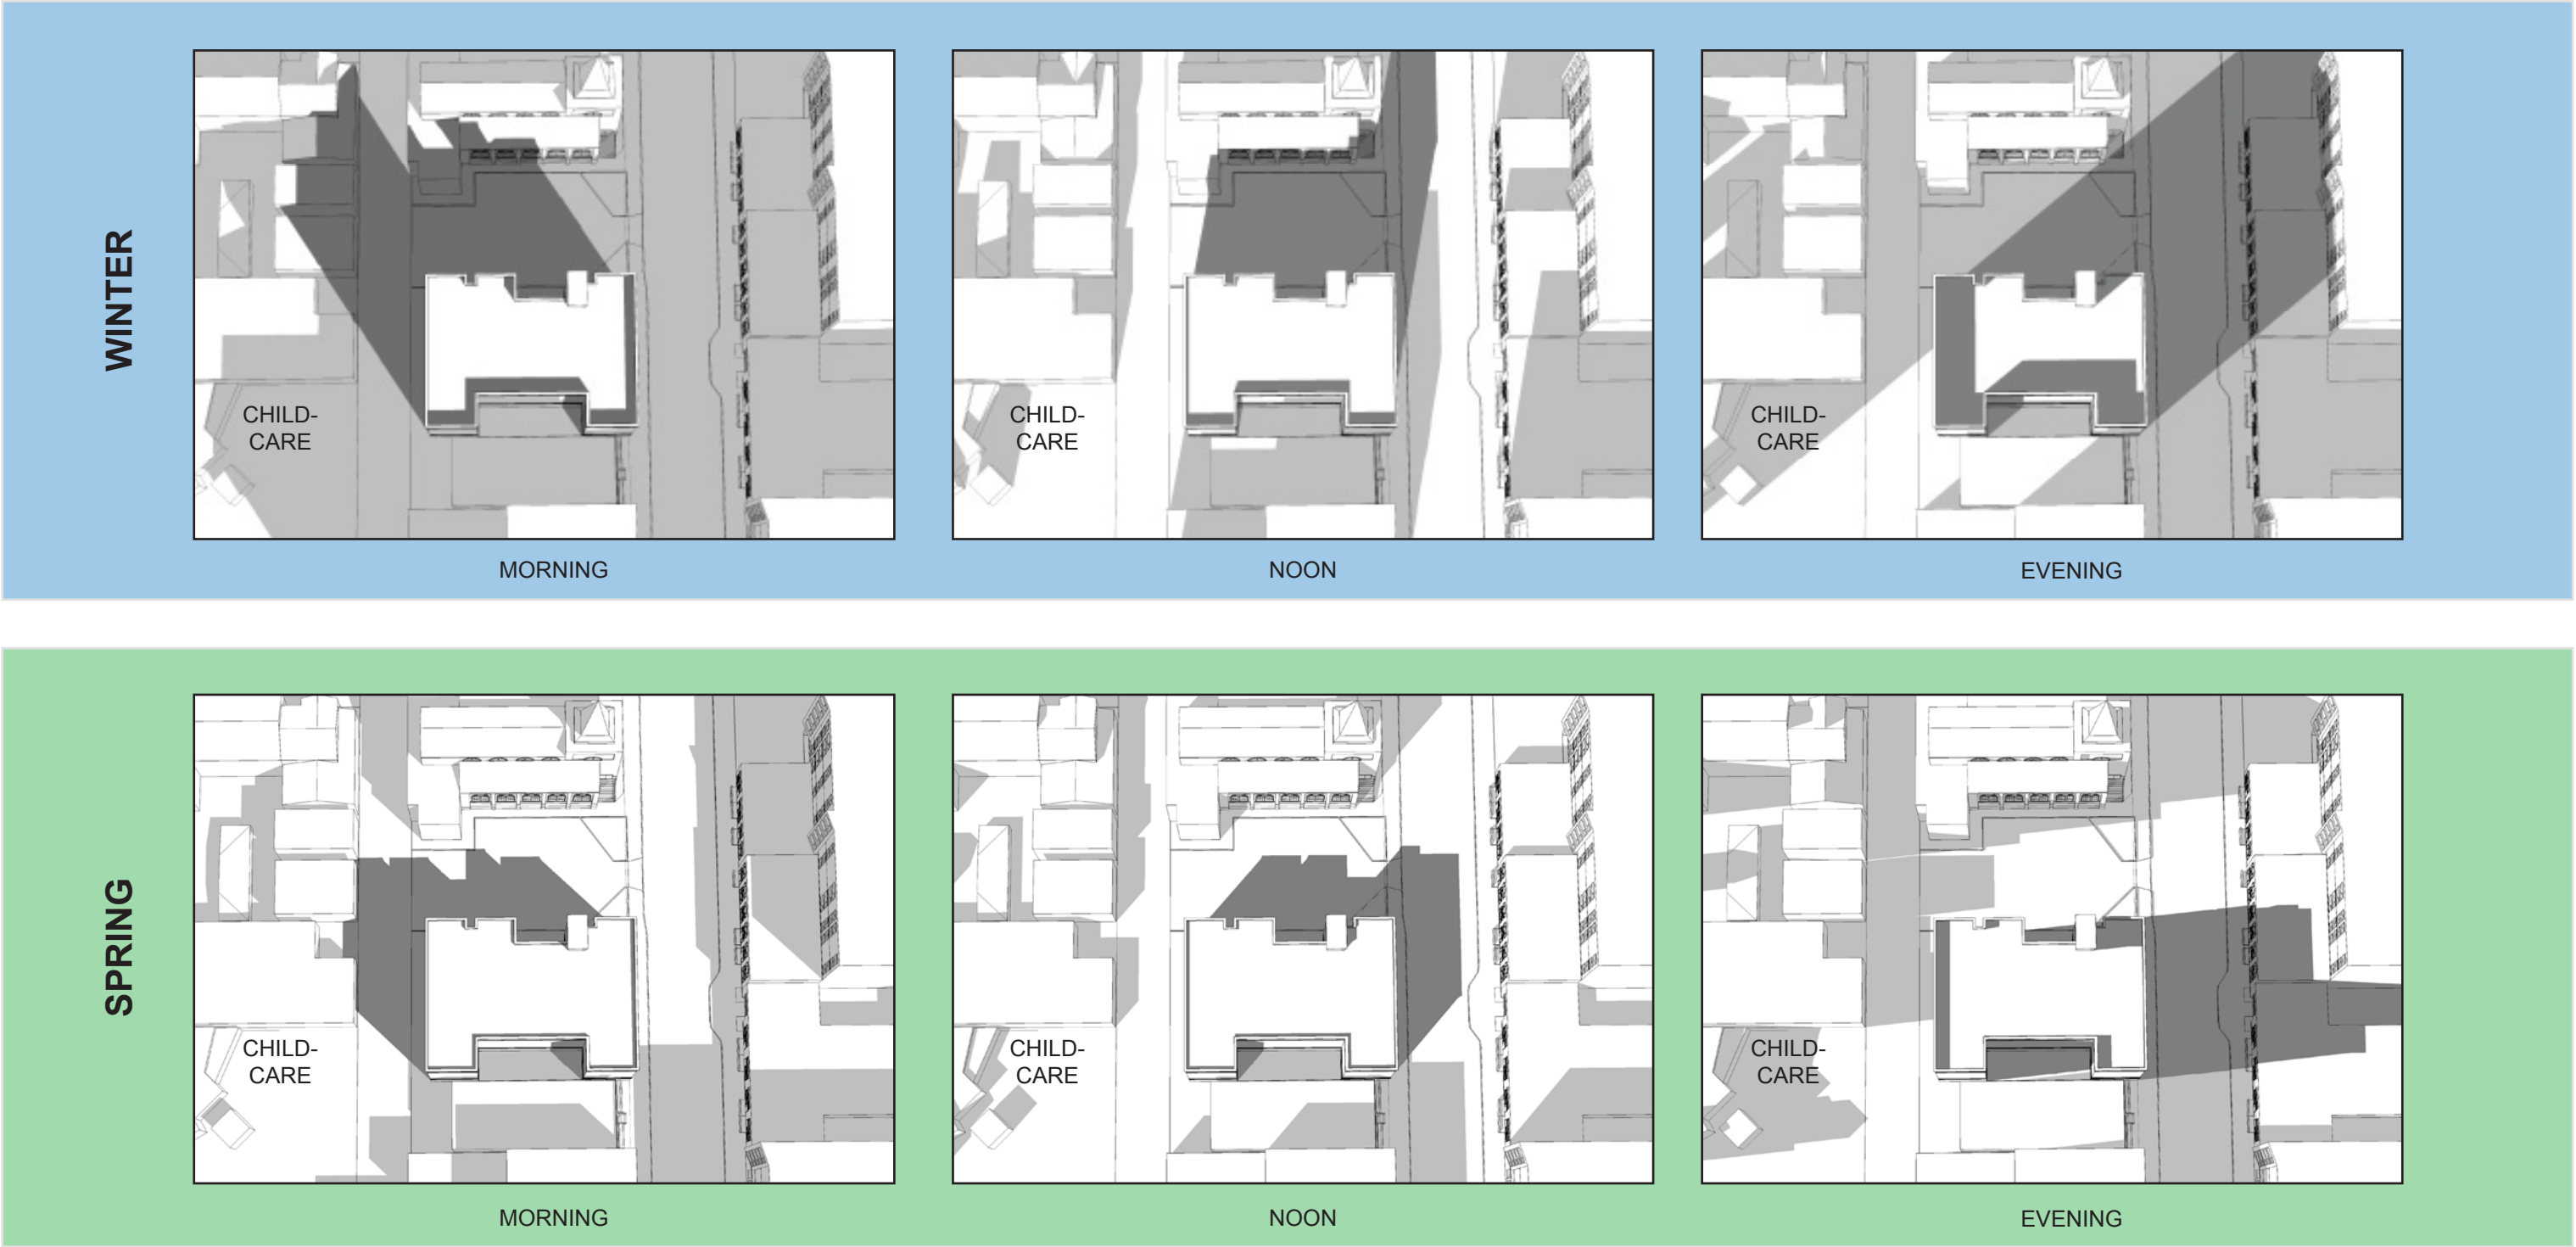 WINTER
CHILD-
CARE
MORNING
CHILD-
CARE
NOON
CHILD-
CARE
EVENING
SPRING
CHILD-
CARE
MORNING
CHILD-
CARE
NOON
CHILD-
CARE
EVENING